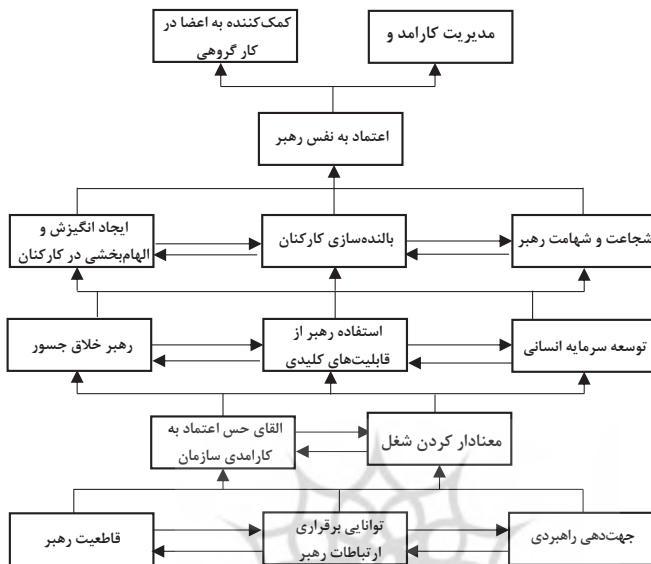 مدیریت کارامد و
کمک‌کننده به اعضا در
کار گروهی
اعتماد به نفس رهبر
شجاعت و شهامت رهبر
بالنده‌سازی کارکنان
ایجاد انگیزش و
الهام‌بخشی در کارکنان
توسعه سرمایه انسانی
استفاده رهبر از
قابلیت‌های کلیدی
رهبر خلاق جسور
معنادار کردن شغل
القای حس اعتماد به
کارامدی سازمان
جهت‌دهی راهبردی
توانایی برقراری
ارتباطات رهبر
قاطعیت رهبر